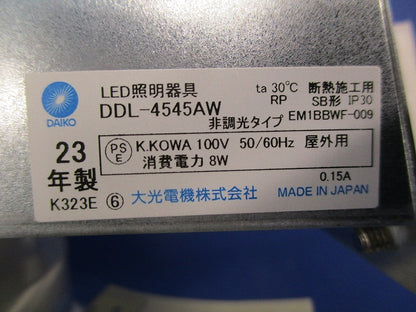 DAIKO
LED照明器具
DDL-4545AW
ta 30℃ 断熱施工用
RP SB形 IP30
非調光タイプ EM1BBWF-009
23
年製
PS
E
K.KOWA 100V 50/60Hz 屋外用
消費電力 8W
0.15A
K323E ⑥ 大光電機株式会社 MADE IN JAPAN